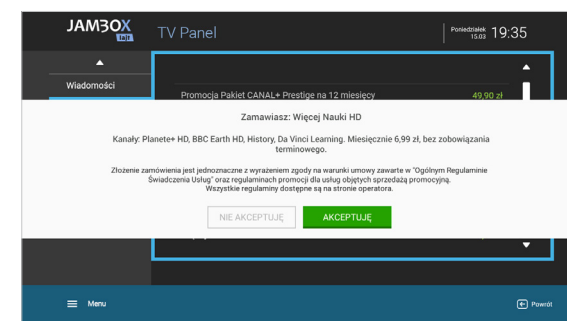 JAMBOX
TV Panel
Poniedziałek
15.03
19:35
Wiadomości
Promocja Pakiet CANAL+ Prestige na 12 miesięcy 49,90 zł
Zamawiasz: Więcej Nauki HD
Kanały: Planete+ HD, BBC Earth HD, History, Da Vinci Learning. Miesięcznie 6,99 zł, bez zobowiązania
terminowego.
Złożenie zamówienia jest jednoznaczne z wyrażeniem zgody na warunki umowy zawarte w "Ogólnym Regulaminie
Świadczenia Usług" oraz regulaminach promocji dla usług objętych sprzedażą promocyjną.
Wszystkie regulaminy dostępne są na stronie operatora.
NIE AKCEPTUJĘ AKCEPTUJĘ
Menu
Powrót